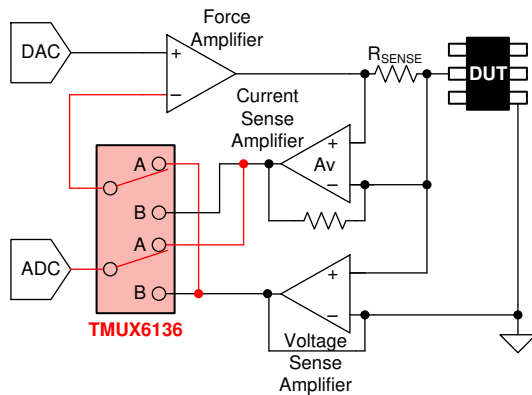 Force
Amplifier
DAC
+
−
RSENSE
DUT
Current
Sense
Amplifier
+
Av
−
A
B
A
B
ADC
TMUX6136
+
−
Voltage
Sense
Amplifier